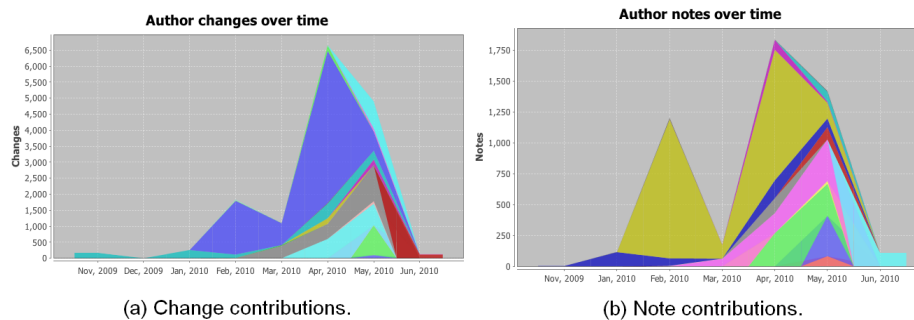 Author changes over time
6,500
6,000
5,500
5,000
4,500
4,000
3,500
3,000
2,500
2,000
1,500
1,000
500
0
Changes
Nov, 2009 Dec, 2009 Jan, 2010 Feb, 2010 Mar, 2010 Apr, 2010 May, 2010 Jun, 2010
(a) Change contributions.
Author notes over time
1,750
1,500
1,250
1,000
750
500
250
0
Notes
Nov, 2009 Jan, 2010 Feb, 2010 Mar, 2010 Apr, 2010 May, 2010 Jun, 2010
(b) Note contributions.